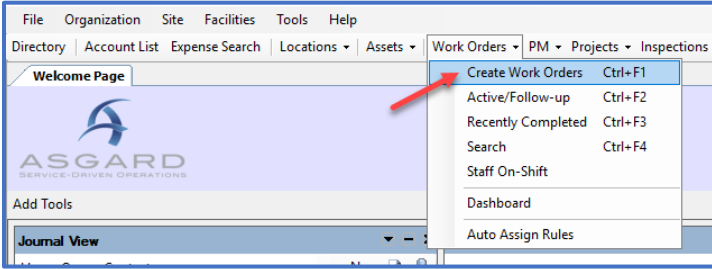 File Organization Site Facilities Tools Help
Directory Account List Expense Search Locations Assets Work Orders PM Projects Inspections
Welcome Page
Create Work Orders Ctrl+F1
Active/Follow-up Ctrl+F2
Recently Completed Ctrl+F3
Search Ctrl+F4
Staff On-Shift
Dashboard
Auto Assign Rules
ASGARD
SERVICE-DRIVEN OPERATIONS
Add Tools
Journal View